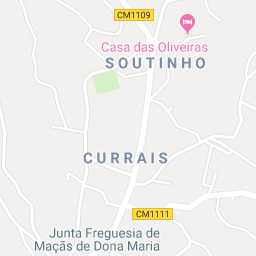 CM1109
Casa das Oliveiras
SOUTINHO
CURRAIS
CM1111
Junta Freguesia de
Maçãs de Dona Maria